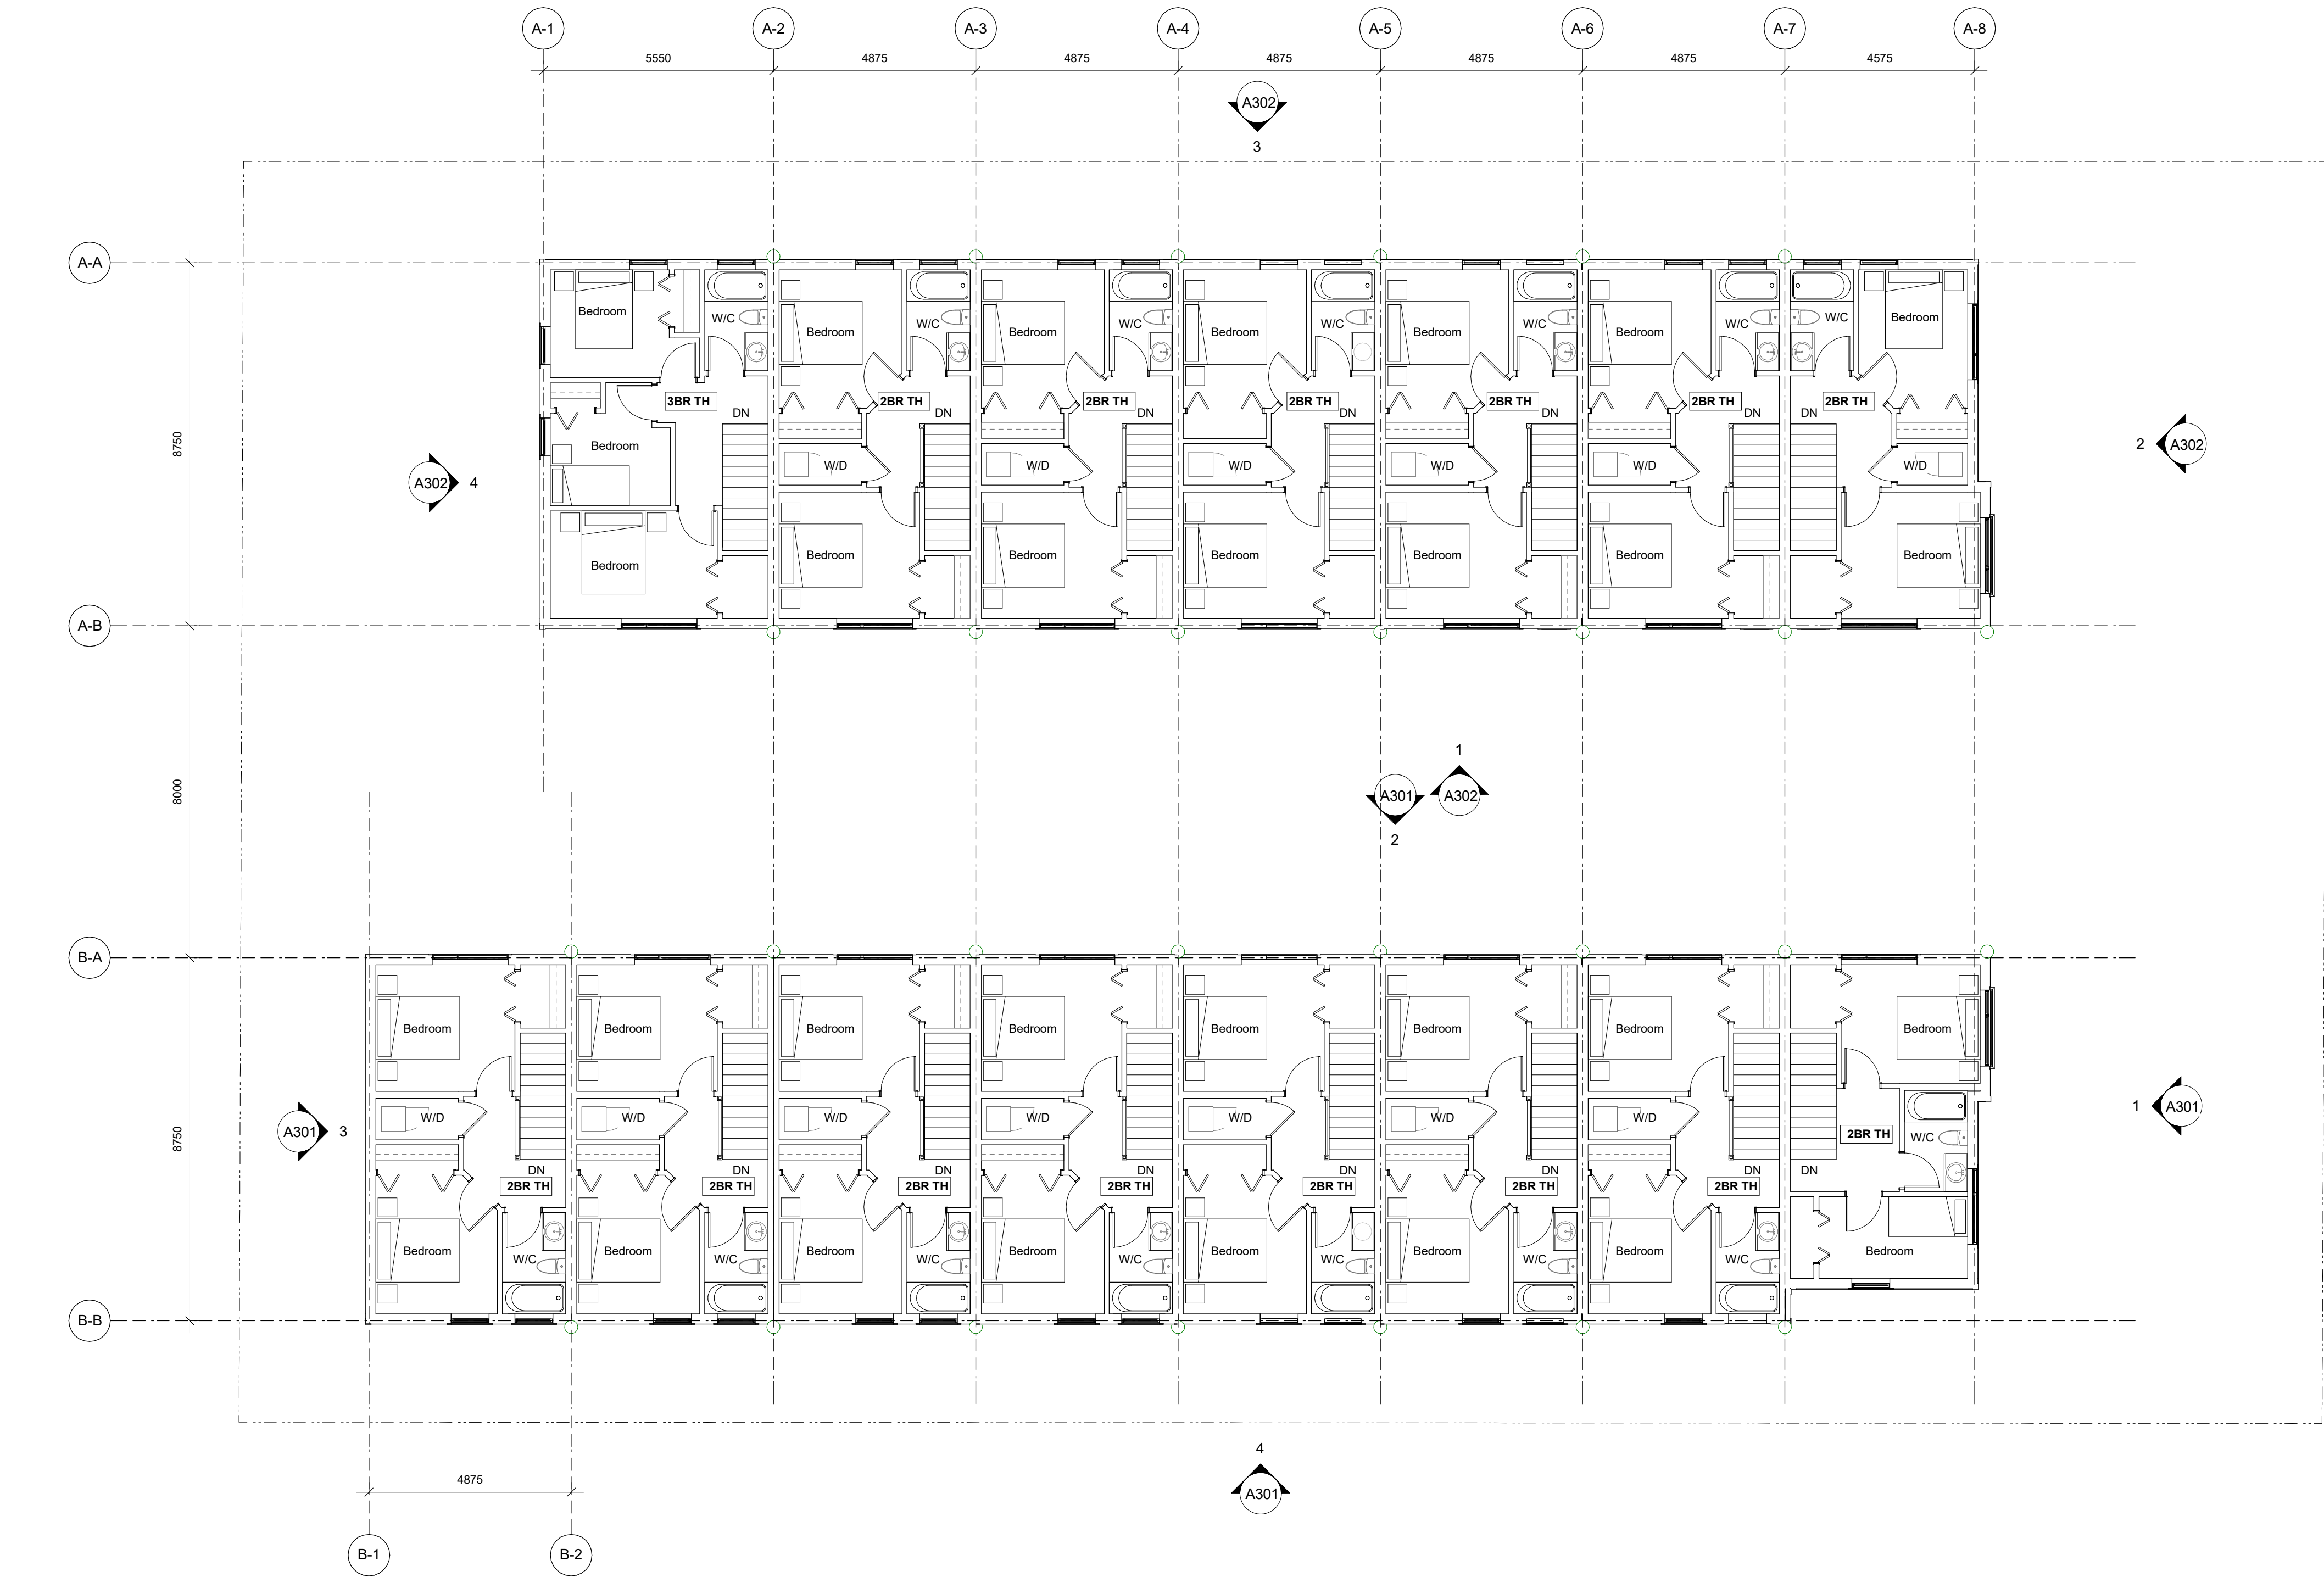 A-1 A-2 A-3 A-4 A-5 A-6 A-7 A-8
5550 4875 4875 4875 4875 4875 4575
A302
3
A-A
Bedroom W/C Bedroom W/C Bedroom W/C Bedroom W/C Bedroom W/C Bedroom W/C W/C Bedroom
3BR TH 2BR TH 2BR TH 2BR TH 2BR TH 2BR TH 2BR TH
DN DN DN DN DN DN DN
8750
Bedroom
2 A302
W/D W/D W/D W/D W/D W/D
A302 4
Bedroom Bedroom Bedroom Bedroom Bedroom Bedroom Bedroom
A-B
1
8000
A301 A302
2
B-A
Bedroom Bedroom Bedroom Bedroom Bedroom Bedroom Bedroom Bedroom
1 A301
W/D W/D W/D W/D W/D W/D W/D
A301 3
8750
2BR TH W/C
DN DN DN DN DN DN DN DN
2BR TH 2BR TH 2BR TH 2BR TH 2BR TH 2BR TH 2BR TH
Bedroom W/C Bedroom W/C Bedroom W/C Bedroom W/C Bedroom W/C Bedroom W/C Bedroom W/C Bedroom
B-B
4
4875
A301
B-1 B-2